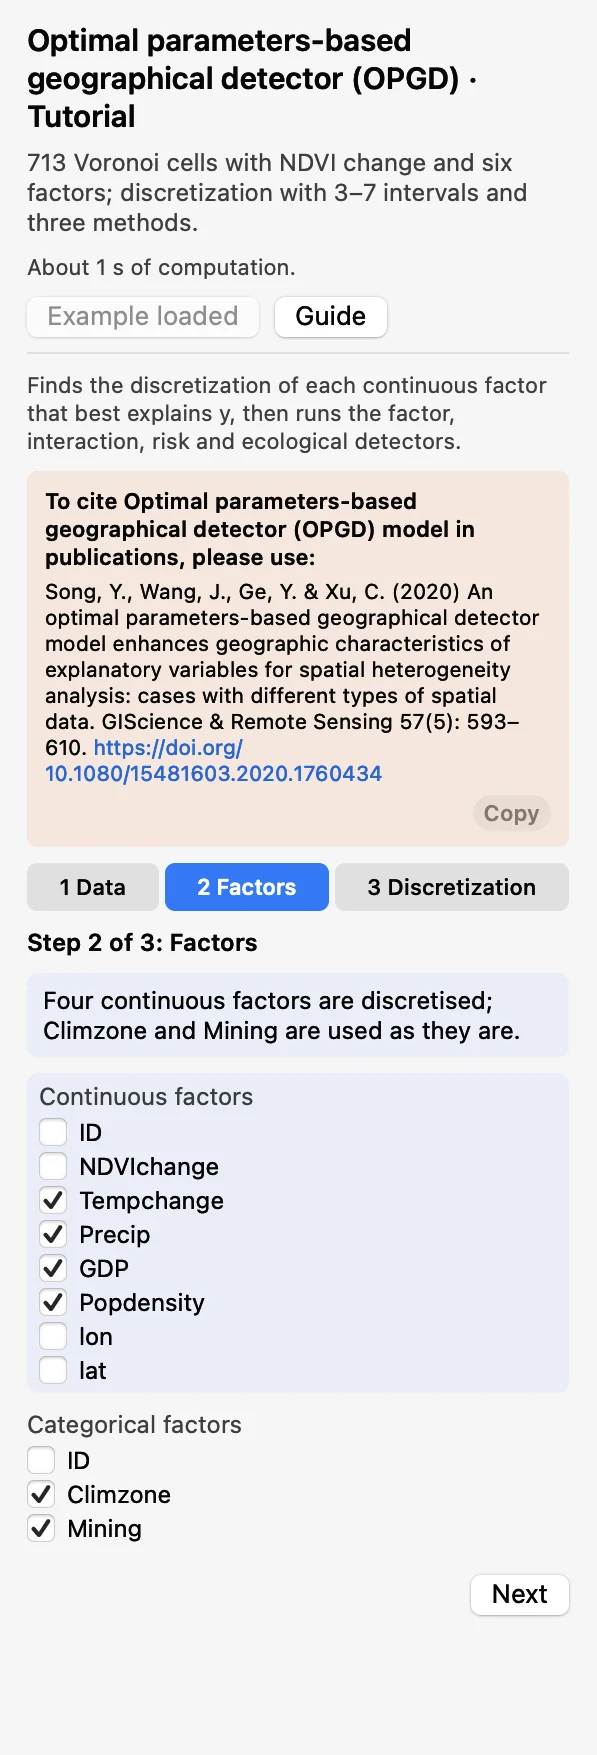 Optimal parameters-based
geographical detector (OPGD) ·
Tutorial
713 Voronoi cells with NDVI change and six
factors; discretization with 3–7 intervals and
three methods.
About 1 s of computation.
Example loaded
Guide
Finds the discretization of each continuous factor
that best explains y, then runs the factor,
interaction, risk and ecological detectors.
To cite Optimal parameters-based
geographical detector (OPGD) model in
publications, please use:
Song, Y., Wang, J., Ge, Y. & Xu, C. (2020) An
optimal parameters-based geographical detector
model enhances geographic characteristics of
explanatory variables for spatial heterogeneity
analysis: cases with different types of spatial
data. GIScience & Remote Sensing 57(5): 593–
610. https://doi.org/
10.1080/15481603.2020.1760434
Copy
1 Data
2 Factors
3 Discretization
Step 2 of 3: Factors
Four continuous factors are discretised;
Climzone and Mining are used as they are.
Continuous factors
ID
NDVIchange
Tempchange
Precip
GDP
Popdensity
lon
lat
Categorical factors
ID
Climzone
Mining
Next